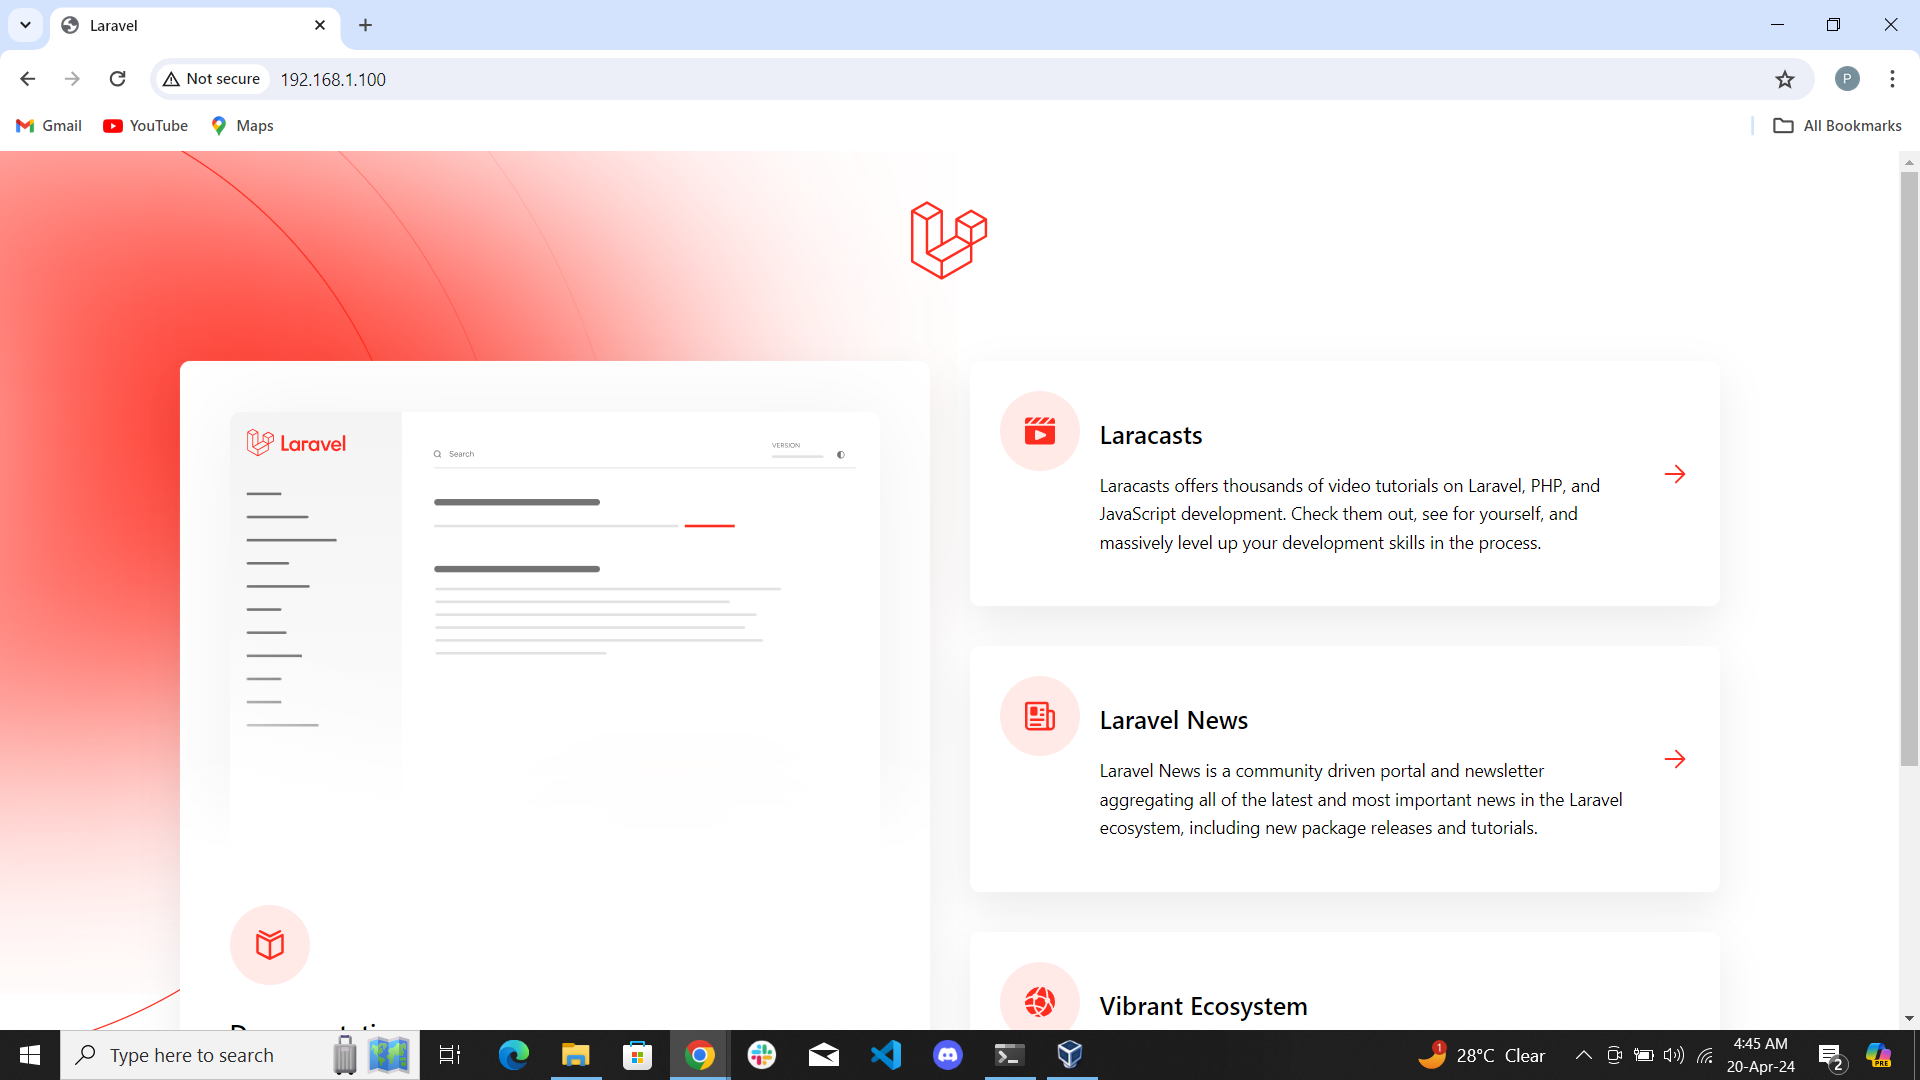 Laravel
Not secure
192.168.1.100
P
Gmail
YouTube
Maps
All Bookmarks
Laravel
Search
VERSION
Laracasts
Laracasts offers thousands of video tutorials on Laravel, PHP, and
JavaScript development. Check them out, see for yourself, and
massively level up your development skills in the process.
Laravel News
Laravel News is a community driven portal and newsletter
aggregating all of the latest and most important news in the Laravel
ecosystem, including new package releases and tutorials.
Vibrant Ecosystem
Type here to search
1
28°C Clear
4:45 AM
20-Apr-24
2
PRE